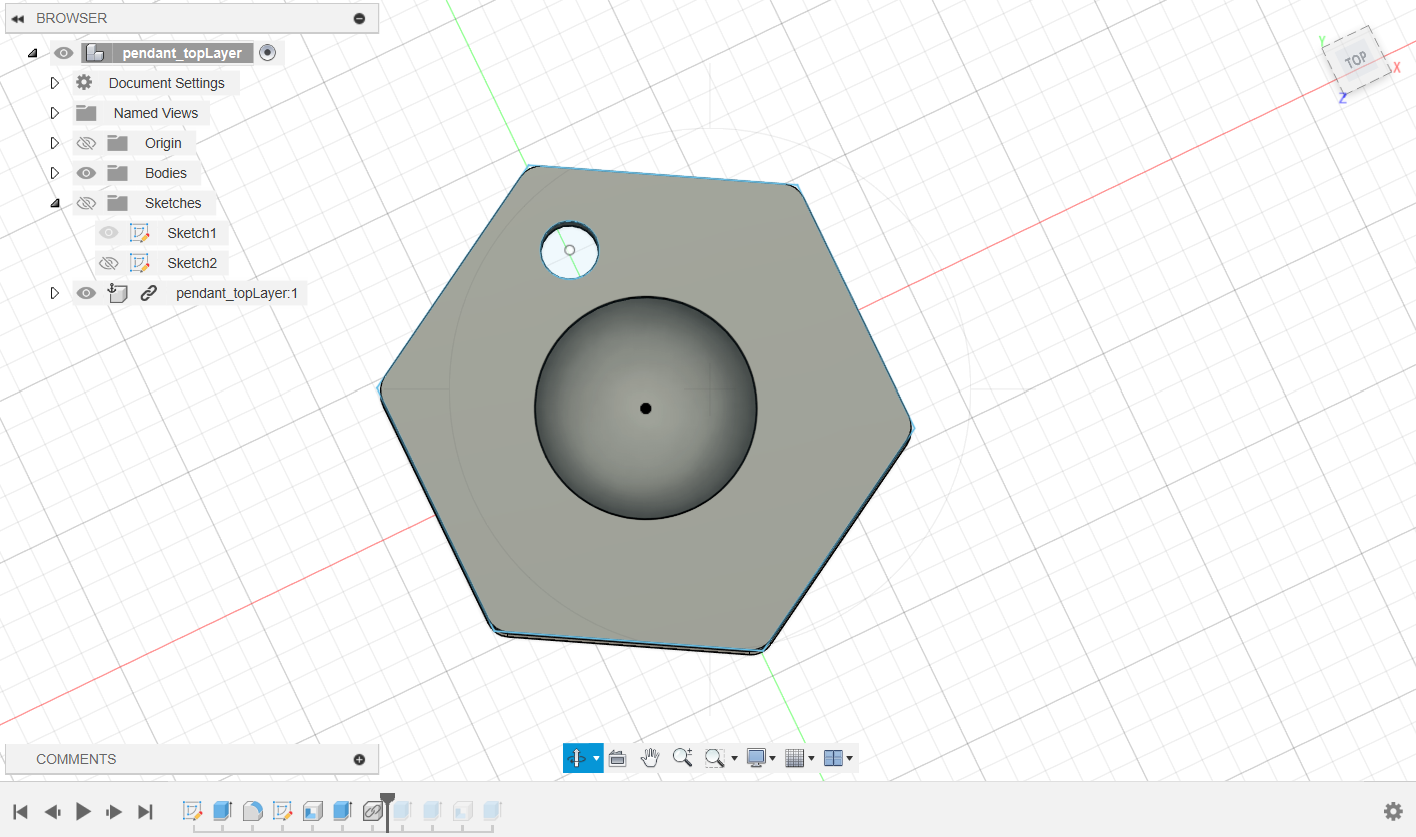 BROWSER
pendant_topLayer
Document Settings
Named Views
Origin
Bodies
Sketches
Sketch1
Sketch2
pendant_topLayer:1
Y
TOP
X
Z
COMMENTS